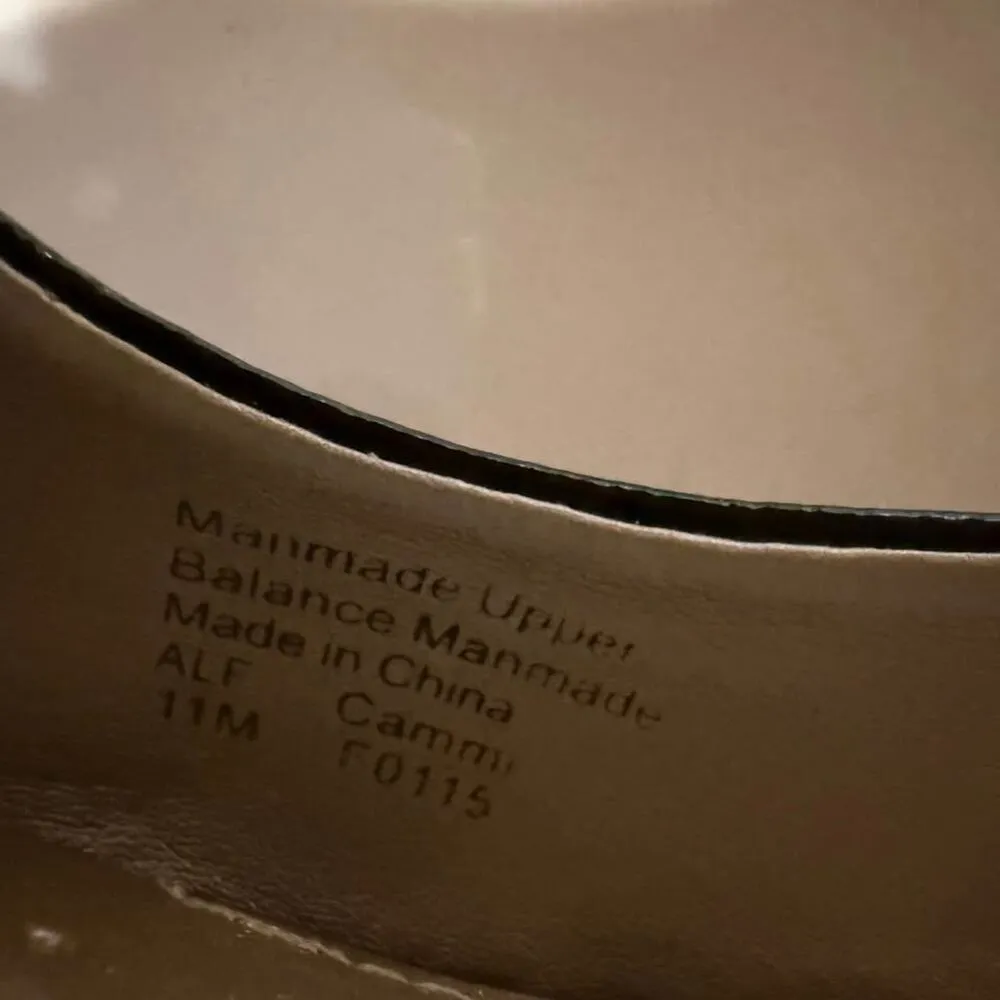 Manmade Upper
Balance Manmade
Made in China
ALF Cammi
11M F0115